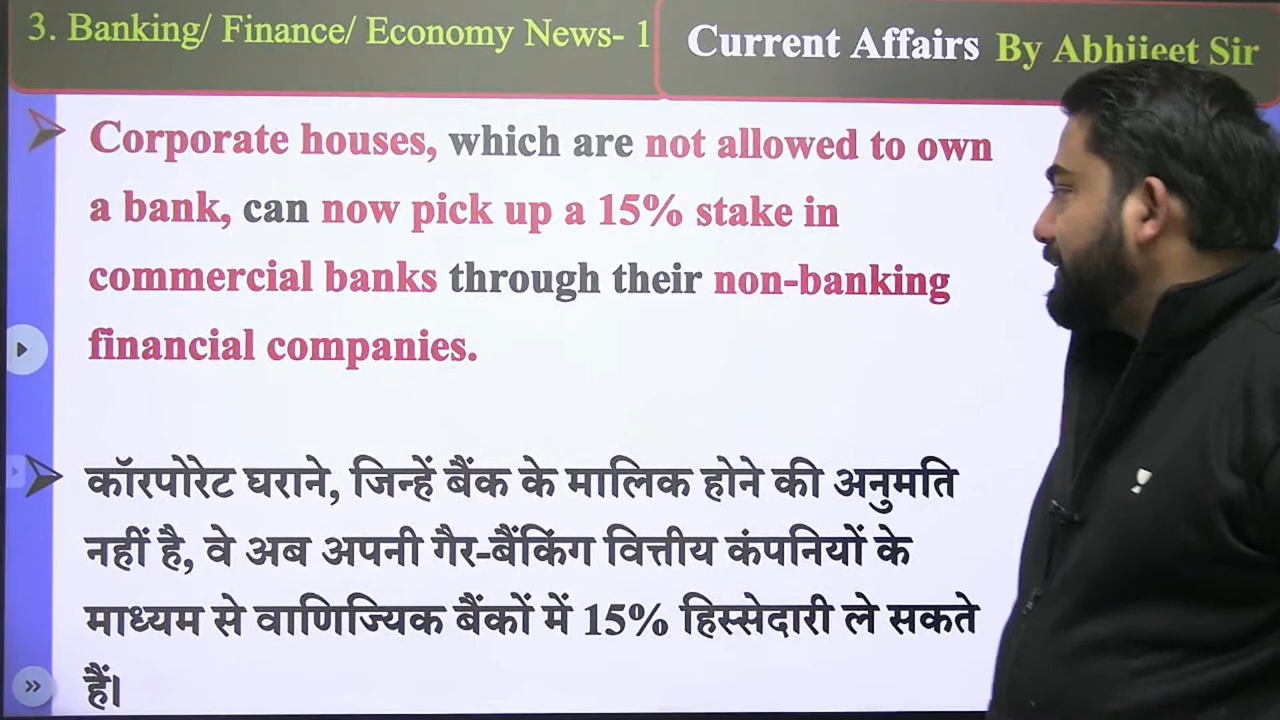 3. Banking/ Finance/ Economy News- 1
Current Affairs By Abhijeet Sir
Corporate houses, which are not allowed to own
a bank, can now pick up a 15% stake in
commercial banks through their non-banking
financial companies.
कॉरपोरेट घराने, जिन्हें बैंक के मालिक होने की अनुमति
नहीं है, वे अब अपनी गैर-बैंकिंग वित्तीय कंपनियों के
माध्यम से वाणिज्यिक बैंकों में 15% हिस्सेदारी ले सकते
हैं।